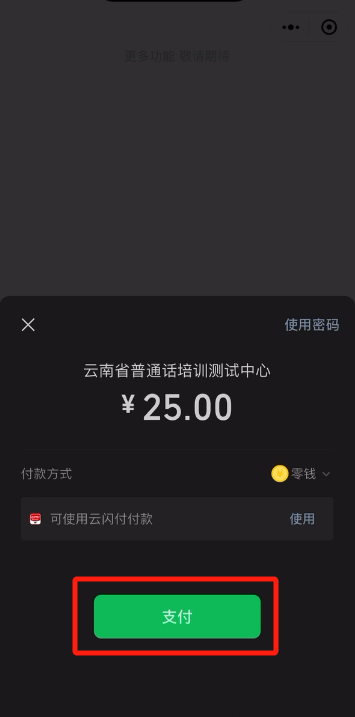 更多功能 敬请期待
使用密码
云南省普通话培训测试中心
¥25.00
付款方式 零钱
可使用云闪付付款 使用
支付